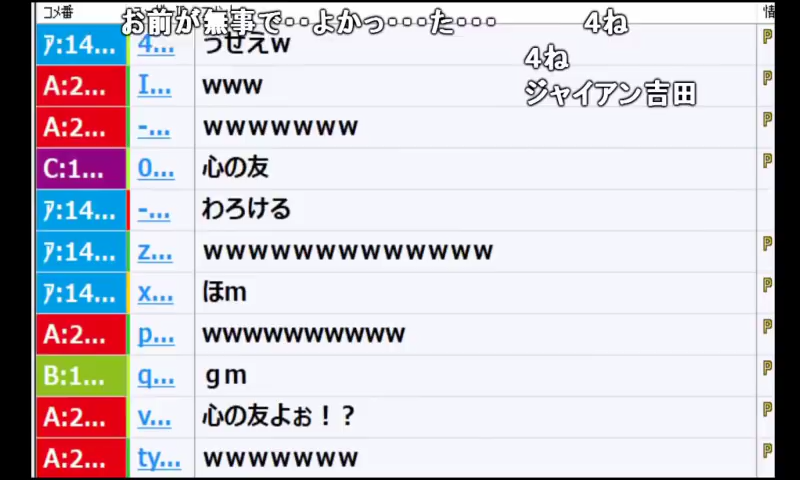 コメ番
お前が無事で・・よかっ・・・た・・・ 4ね
情
ｱ:14... 4... うぜえw P
4ね
A:2... I... www P
ジャイアン吉田
A:2... -... ｗｗｗｗｗｗｗ P
C:1... 0... 心の友 P
ｱ:14... -... わろける
ｱ:14... z... ｗｗｗｗｗｗｗｗｗｗｗｗｗ P
ｱ:14... x... ほm P
A:2... p... wwwwwwwwww P
B:1... q... ｇm P
A:2... v... 心の友よぉ！？ P
A:2... ty... ｗｗｗｗｗｗｗ P